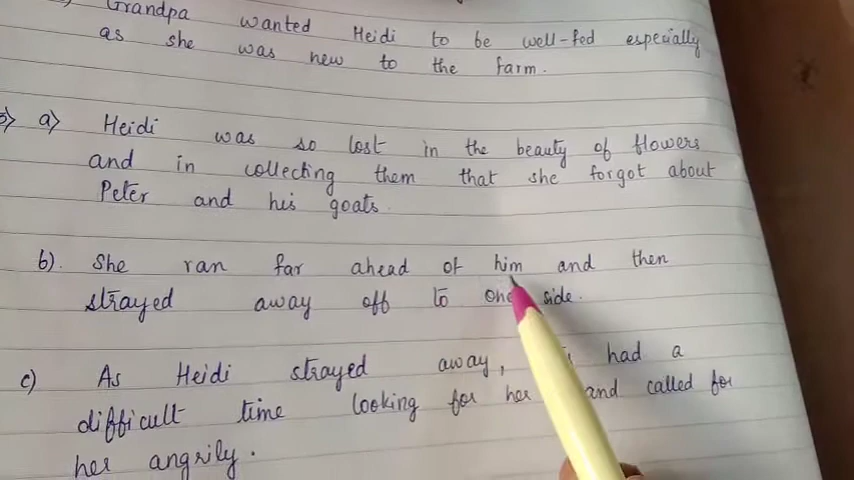 Grandpa wanted Heidi to be well-fed especially
as she was new to the farm.
a) Heidi was so lost in the beauty of flowers
and in collecting them that she forgot about
Peter and his goats.
b). She ran far ahead of him and then
strayed away off to one side.
c) As Heidi strayed away, had a
difficult time looking for her and called for
her angrily.